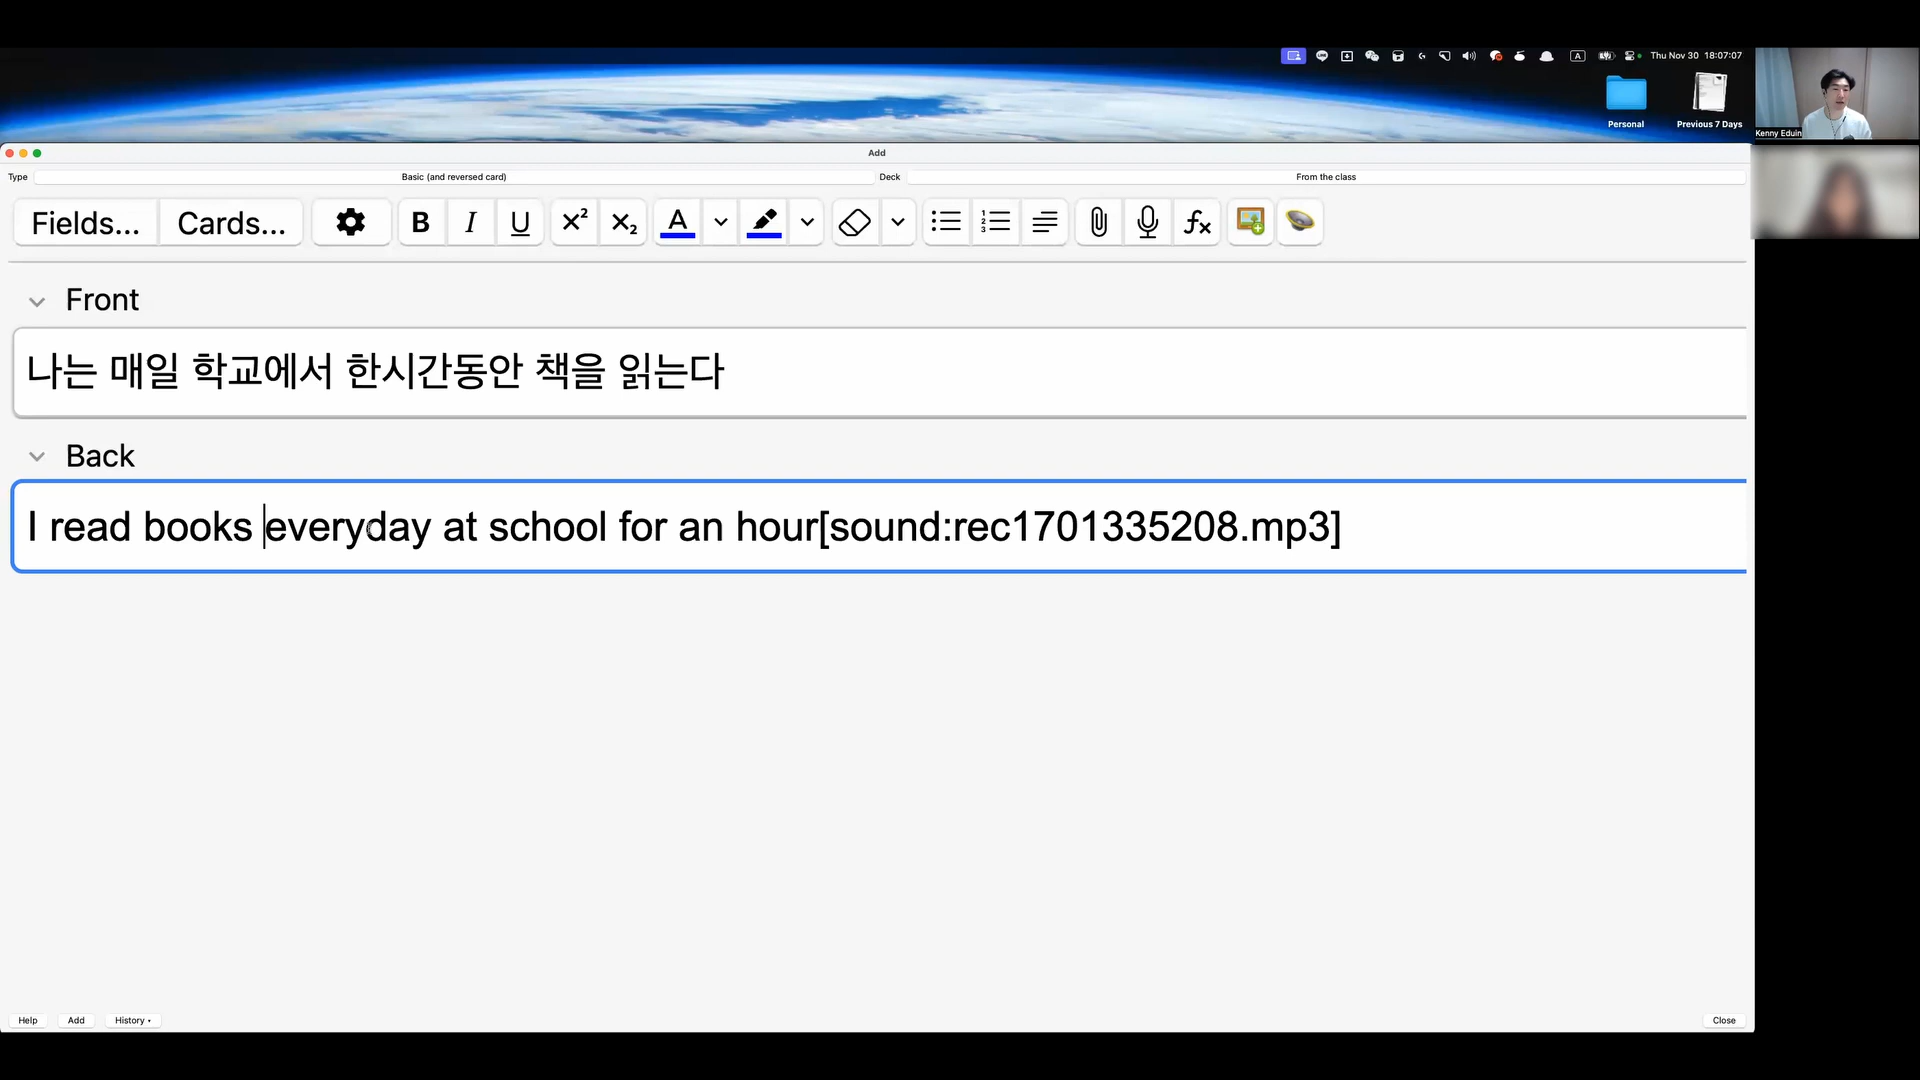 Thu Nov 30 18:07:07
Personal
Previous 7 Days
Kenny Eduin
Add
Type
Basic (and reversed card)
Deck
From the class
Fields...
Cards...
Front
나는 매일 학교에서 한시간동안 책을 읽는다
Back
I read books everyday at school for an hour[sound:rec1701335208.mp3]
Help
Add
History
Close